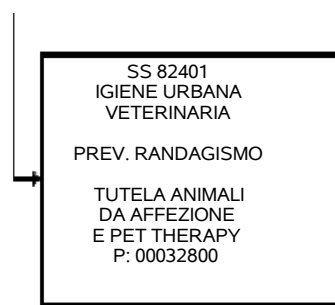 SS 82401
IGIENE URBANA
VETERINARIA
PREV. RANDAGISMO
TUTELA ANIMALI
DA AFFEZIONE
E PET THERAPY
P: 00032800